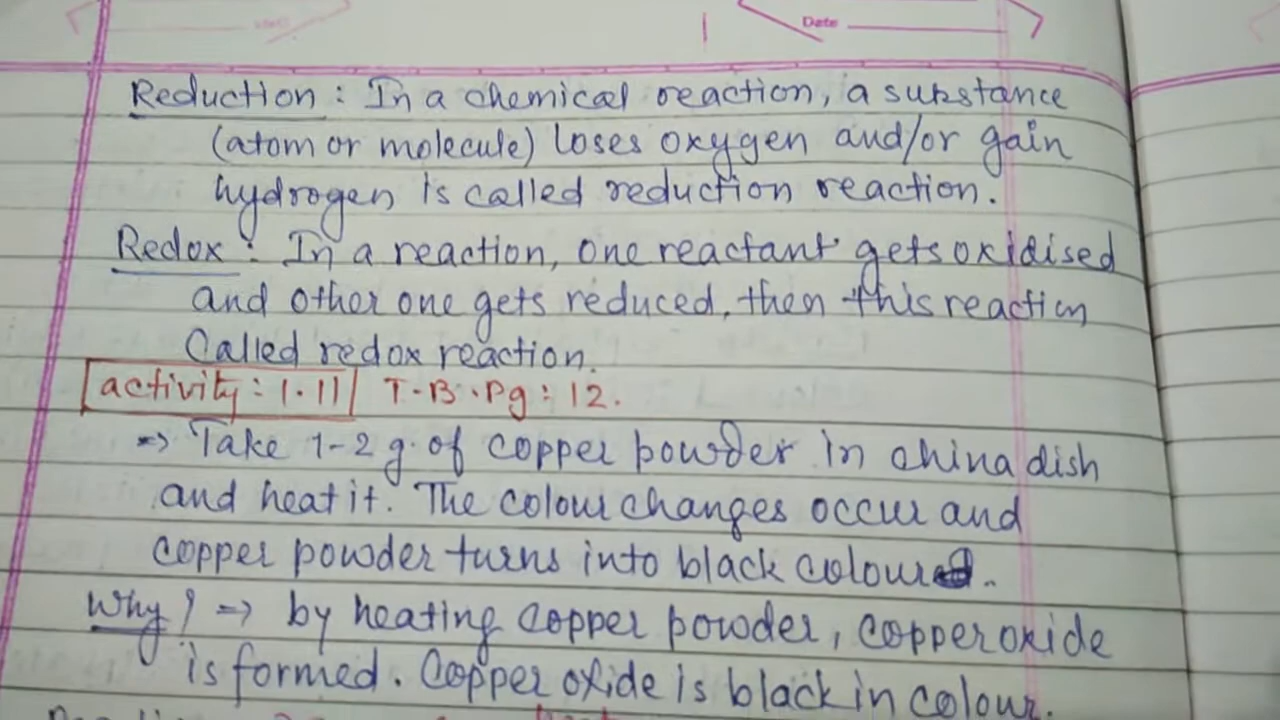 Date
Reduction : In a chemical reaction, a substance
(atom or molecule) loses oxygen and/or gain
hydrogen is called reduction reaction.
Redox : In a reaction, one reactant gets oxidised
and other one gets reduced, then this reaction
Called redox reaction.
activity : 1.11 T.B.Pg : 12.
=> Take 1-2 g. of copper powder in china dish
and heat it. The colour changes occur and
copper powder turns into black colour.
Why? => by heating copper powder, copper oxide
is formed. Copper oxide is black in colour.